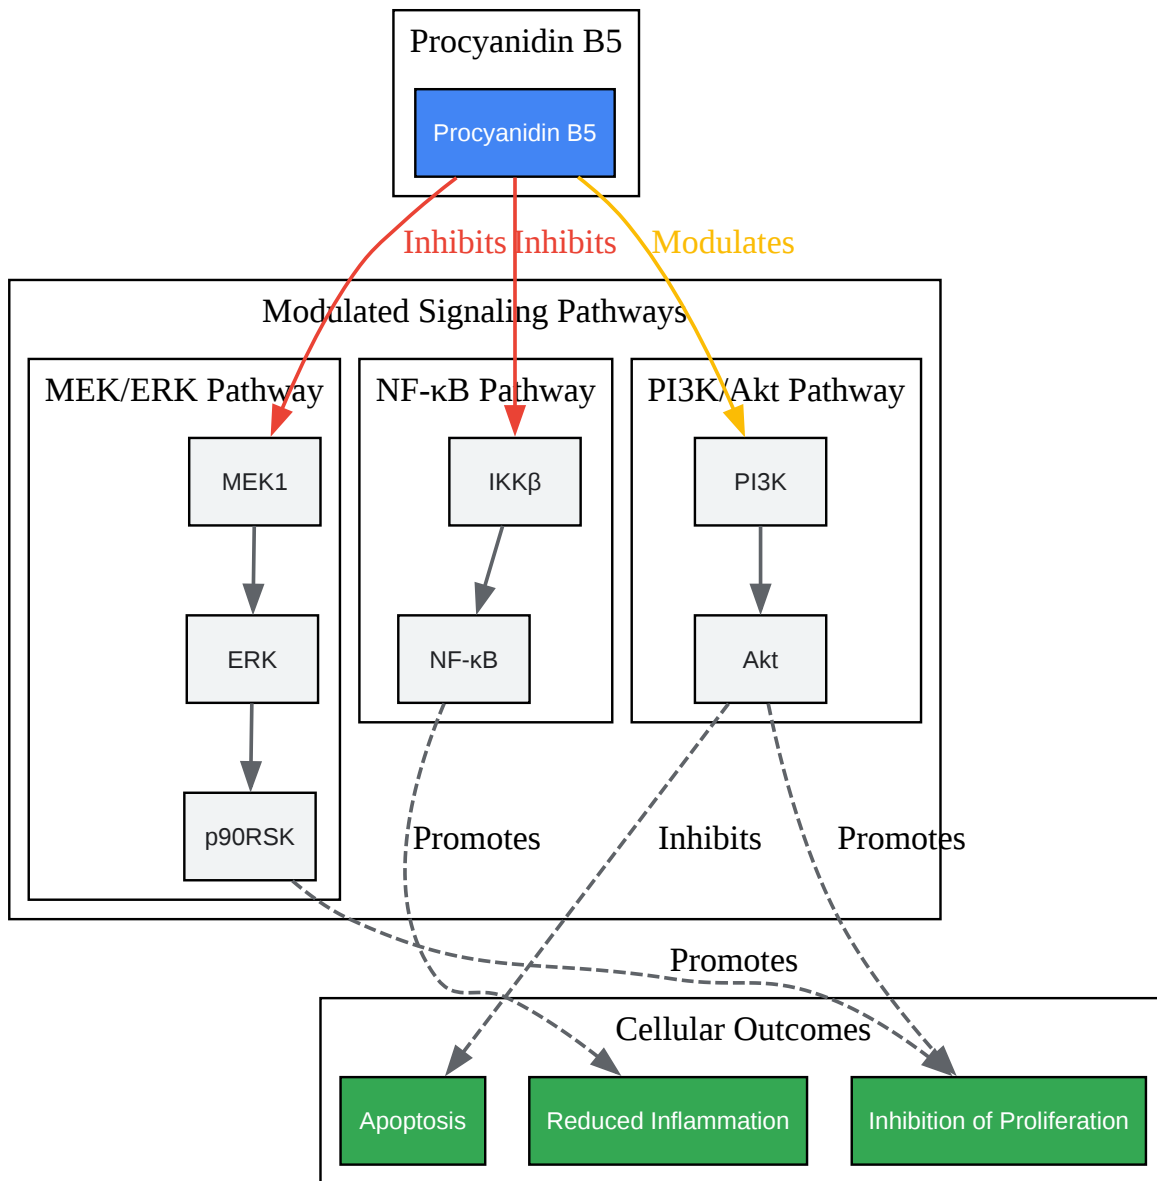 Procyanidin B5
Procyanidin B5
Inhibits
Inhibits
Modulates
Modulated Signaling Pathways
MEK/ERK Pathway
NF-κB Pathway
PI3K/Akt Pathway
MEK1
IKKβ
PI3K
ERK
NF-κB
Akt
p90RSK
Promotes
Inhibits
Promotes
Promotes
Cellular Outcomes
Apoptosis
Reduced Inflammation
Inhibition of Proliferation